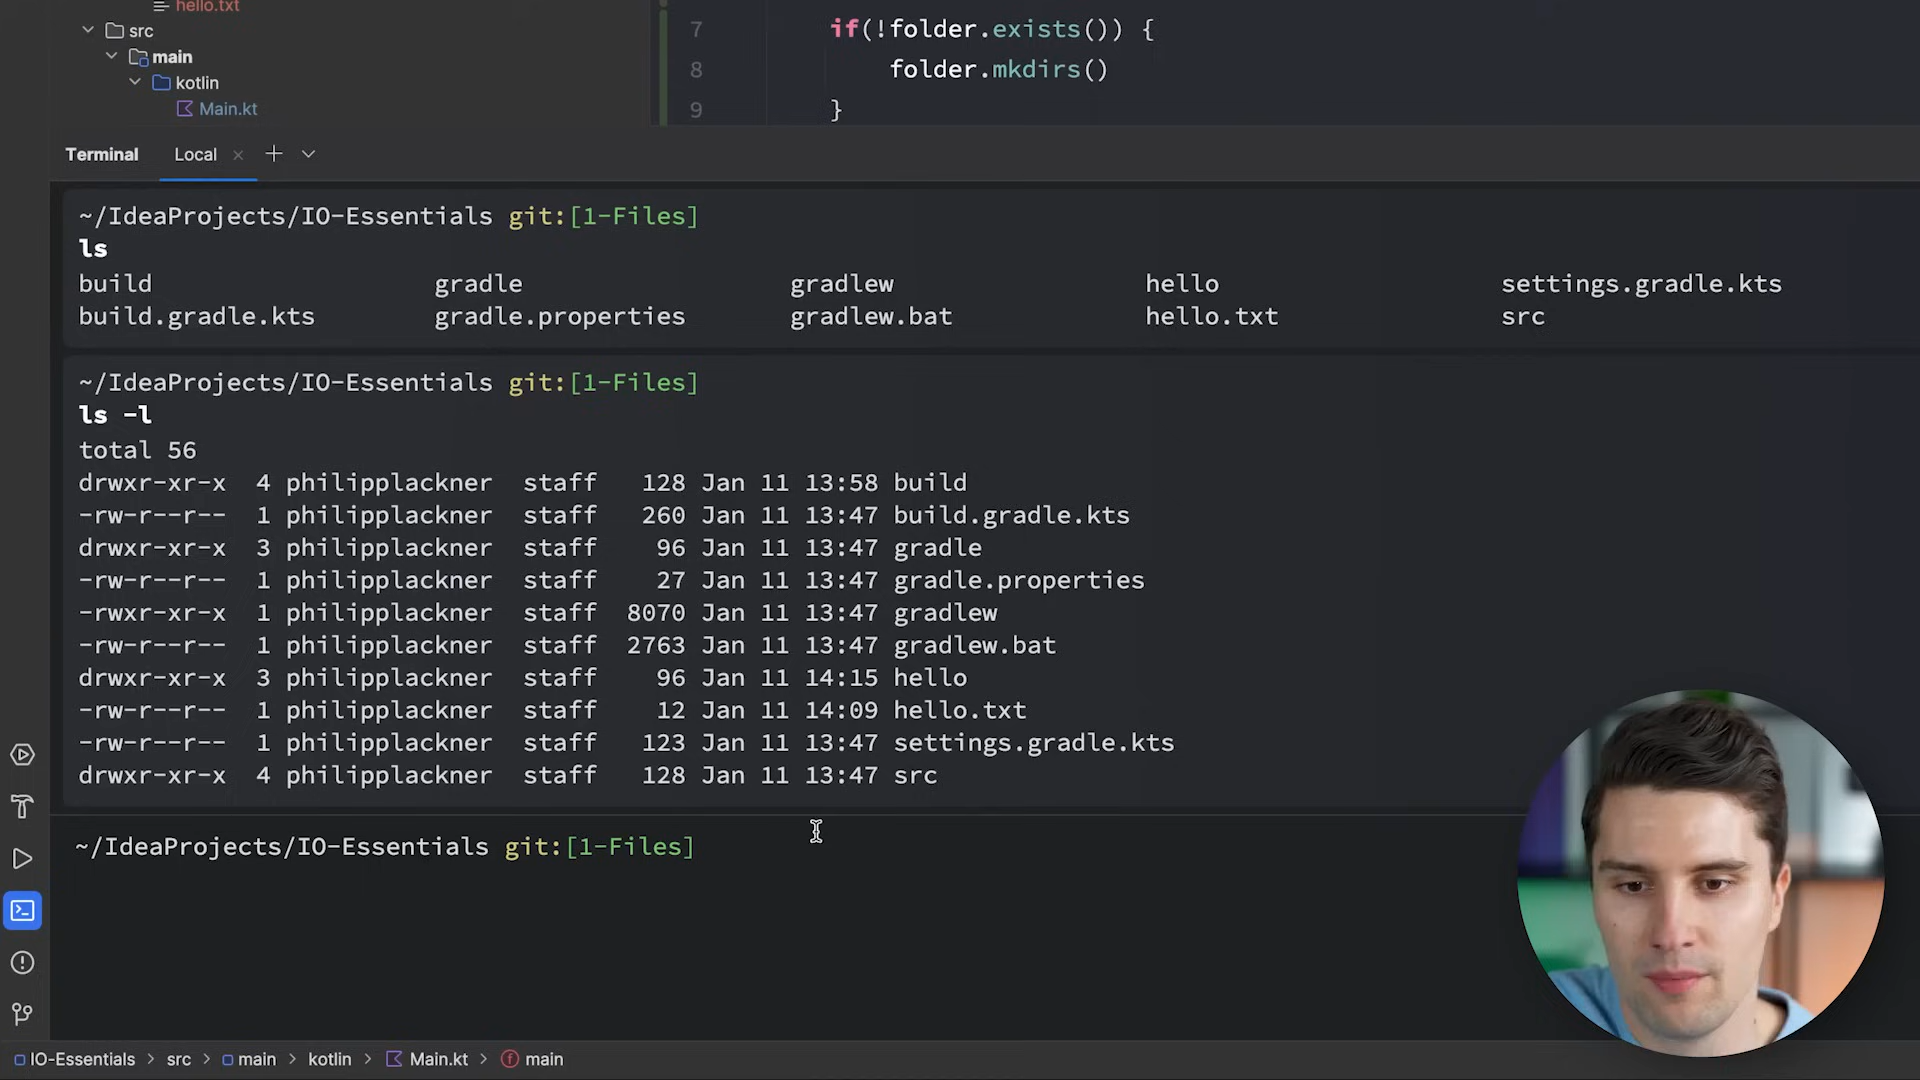 hello.txt
src
main
kotlin
Main.kt
7 if(!folder.exists()) {
8 folder.mkdirs()
9 }
Terminal Local
~/IdeaProjects/IO-Essentials git:[1-Files]
ls
build gradle gradlew hello settings.gradle.kts
build.gradle.kts gradle.properties gradlew.bat hello.txt src
~/IdeaProjects/IO-Essentials git:[1-Files]
ls -l
total 56
drwxr-xr-x 4 philipplackner staff 128 Jan 11 13:58 build
-rw-r--r-- 1 philipplackner staff 260 Jan 11 13:47 build.gradle.kts
drwxr-xr-x 3 philipplackner staff 96 Jan 11 13:47 gradle
-rw-r--r-- 1 philipplackner staff 27 Jan 11 13:47 gradle.properties
-rwxr-xr-x 1 philipplackner staff 8070 Jan 11 13:47 gradlew
-rw-r--r-- 1 philipplackner staff 2763 Jan 11 13:47 gradlew.bat
drwxr-xr-x 3 philipplackner staff 96 Jan 11 14:15 hello
-rw-r--r-- 1 philipplackner staff 12 Jan 11 14:09 hello.txt
-rw-r--r-- 1 philipplackner staff 123 Jan 11 13:47 settings.gradle.kts
drwxr-xr-x 4 philipplackner staff 128 Jan 11 13:47 src
~/IdeaProjects/IO-Essentials git:[1-Files]
IO-Essentials > src > main > kotlin > Main.kt > main